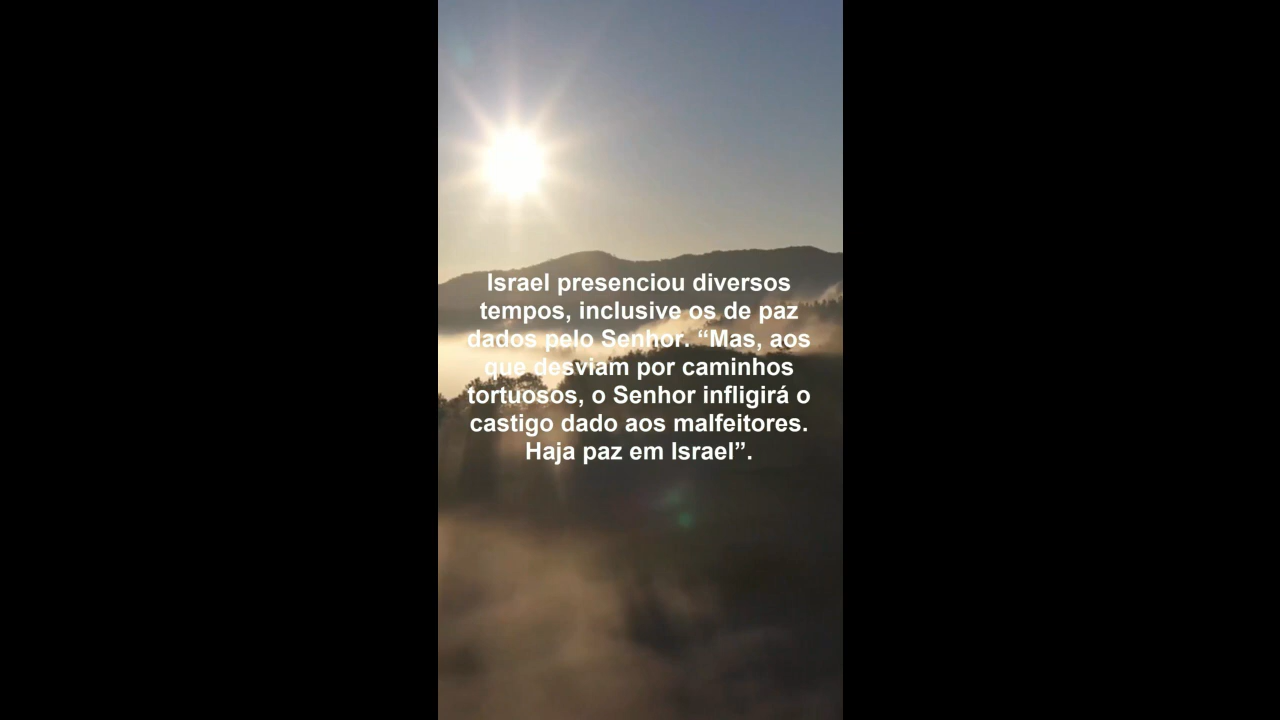 Israel presenciou diversos
tempos, inclusive os de paz
dados pelo Senhor. “Mas, aos
que desviam por caminhos
tortuosos, o Senhor infligirá o
castigo dado aos malfeitores.
Haja paz em Israel”.